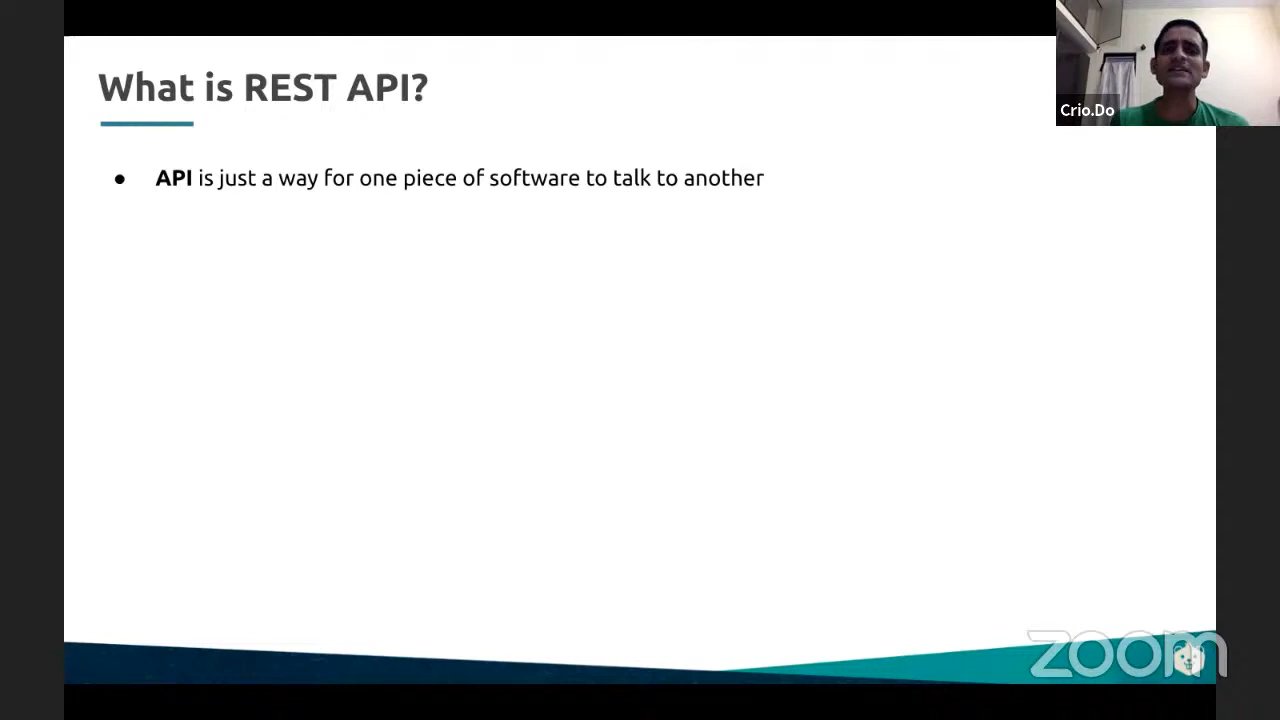 What is REST API?
Crio.Do
● API is just a way for one piece of software to talk to another
zoom